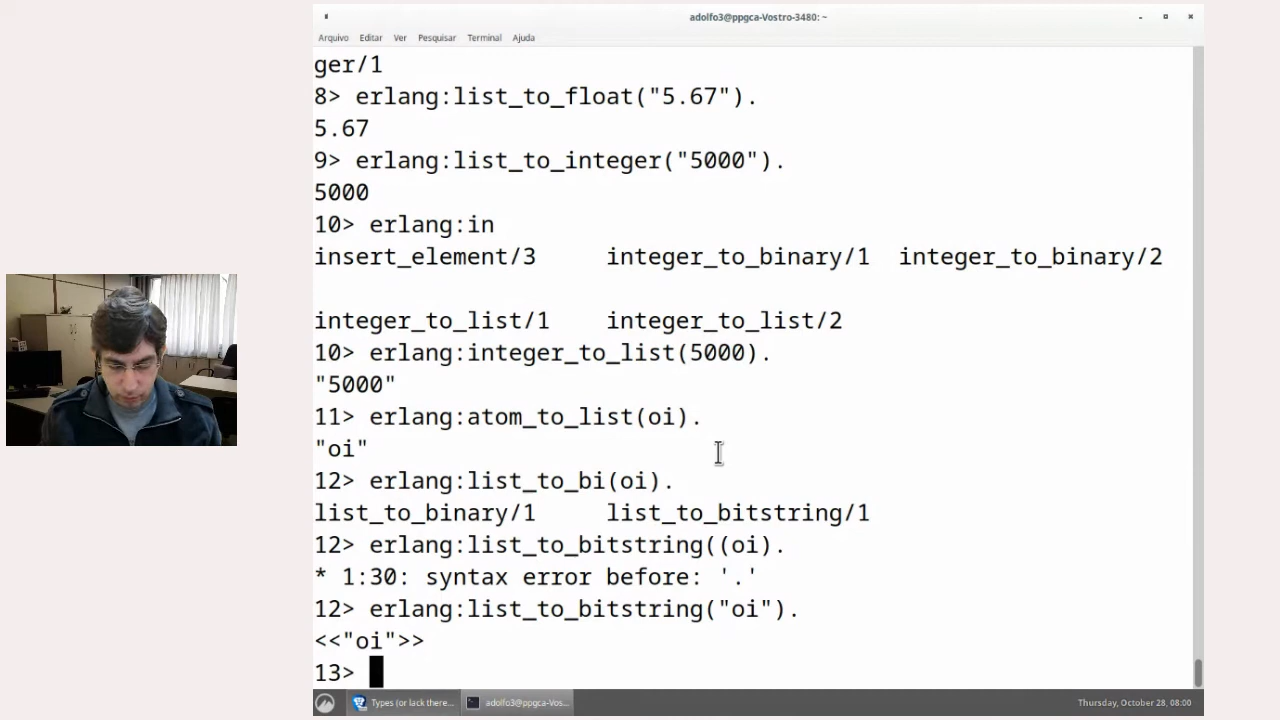 adolfo3@ppgca-Vostro-3480: ~
Arquivo Editar Ver Pesquisar Terminal Ajuda
ger/1
8> erlang:list_to_float("5.67").
5.67
9> erlang:list_to_integer("5000").
5000
10> erlang:in
insert_element/3 integer_to_binary/1 integer_to_binary/2
integer_to_list/1 integer_to_list/2
10> erlang:integer_to_list(5000).
"5000"
11> erlang:atom_to_list(oi).
"oi"
12> erlang:list_to_bi(oi).
list_to_binary/1 list_to_bitstring/1
12> erlang:list_to_bitstring((oi).
* 1:30: syntax error before: '.'
12> erlang:list_to_bitstring("oi").
<<"oi">>
13>
Types (or lack there... adolfo3@ppgca-Vos... Thursday, October 28, 08:00